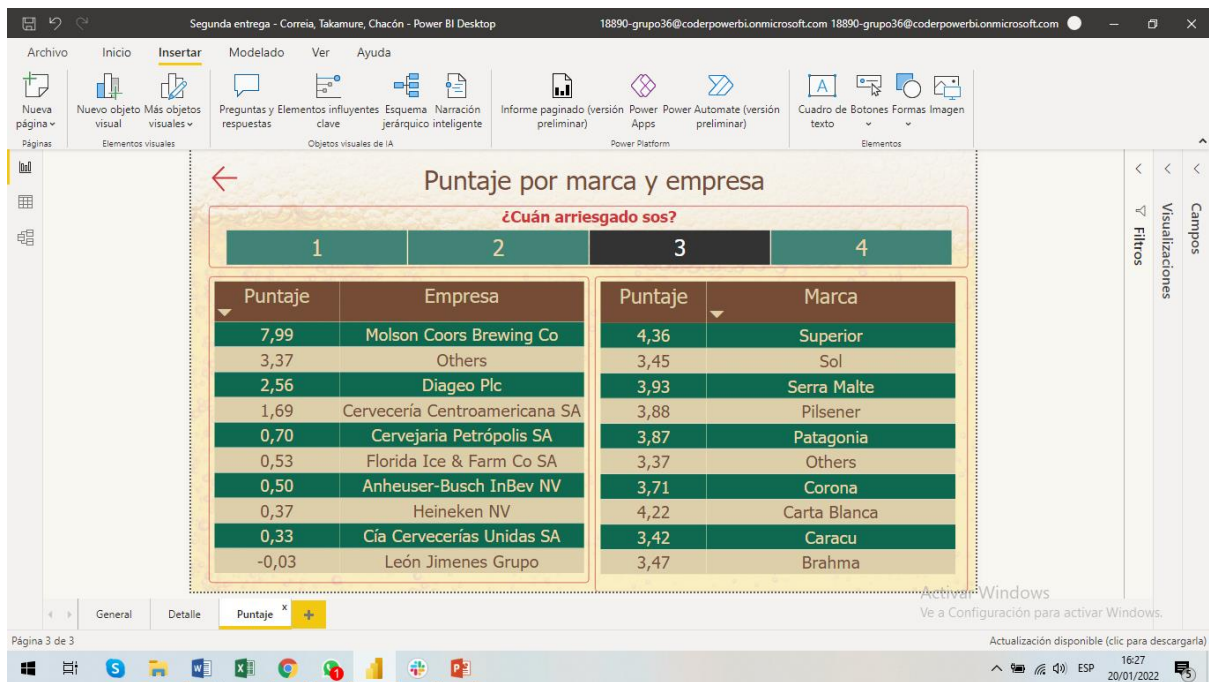 Segunda entrega - Correia, Takamure, Chacón - Power BI Desktop
18890-grupo36@coderpowerbi.onmicrosoft.com 18890-grupo36@coderpowerbi.onmicrosoft.com
Archivo Inicio Insertar Modelado Ver Ayuda
Nueva página
Nuevo objeto visual
Más objetos visuales
Preguntas y respuestas
Elementos influyentes clave
Esquema jerárquico
Narración inteligente
Informe paginado (versión preliminar)
Power Apps
Power Automate (versión preliminar)
Cuadro de texto
Botones
Formas
Imagen
Páginas
Elementos visuales
Objetos visuales de IA
Power Platform
Elementos
Puntaje por marca y empresa
¿Cuán arriesgado sos?
1 2 3 4
Puntaje Empresa
7,99 Molson Coors Brewing Co
3,37 Others
2,56 Diageo Plc
1,69 Cervecería Centroamericana SA
0,70 Cervejaria Petrópolis SA
0,53 Florida Ice & Farm Co SA
0,50 Anheuser-Busch InBev NV
0,37 Heineken NV
0,33 Cía Cervecerías Unidas SA
-0,03 León Jimenes Grupo
Puntaje Marca
4,36 Superior
3,45 Sol
3,93 Serra Malte
3,88 Pilsener
3,87 Patagonia
3,37 Others
3,71 Corona
4,22 Carta Blanca
3,42 Caracu
3,47 Brahma
Filtros
Visualizaciones
Campos
Activar Windows
Ve a Configuración para activar Windows.
General Detalle Puntaje x +
Página 3 de 3
Actualización disponible (clic para descargarla)
1
ESP
16:27
20/01/2022
5